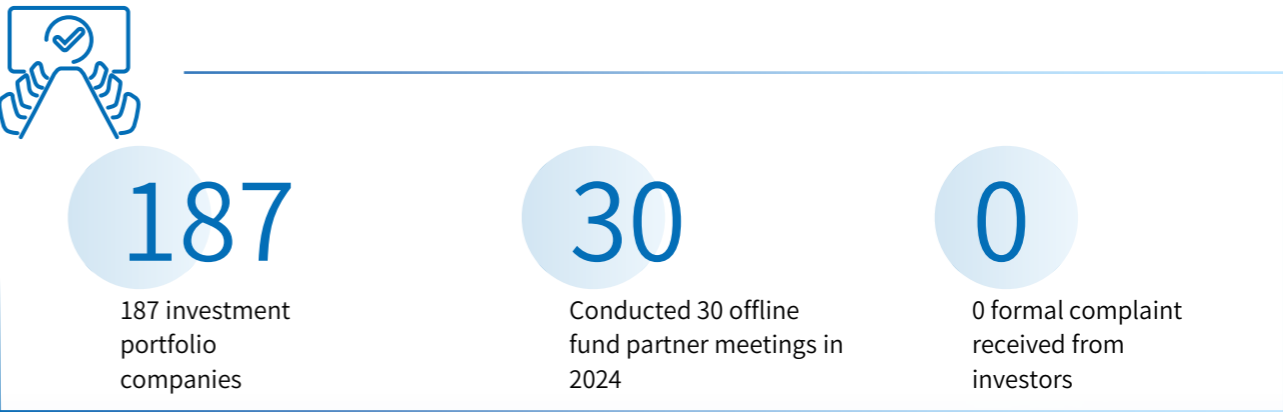 187
187 investment
portfolio
companies
30
Conducted 30 offline
fund partner meetings in
2024
0
0 formal complaint
received from
investors